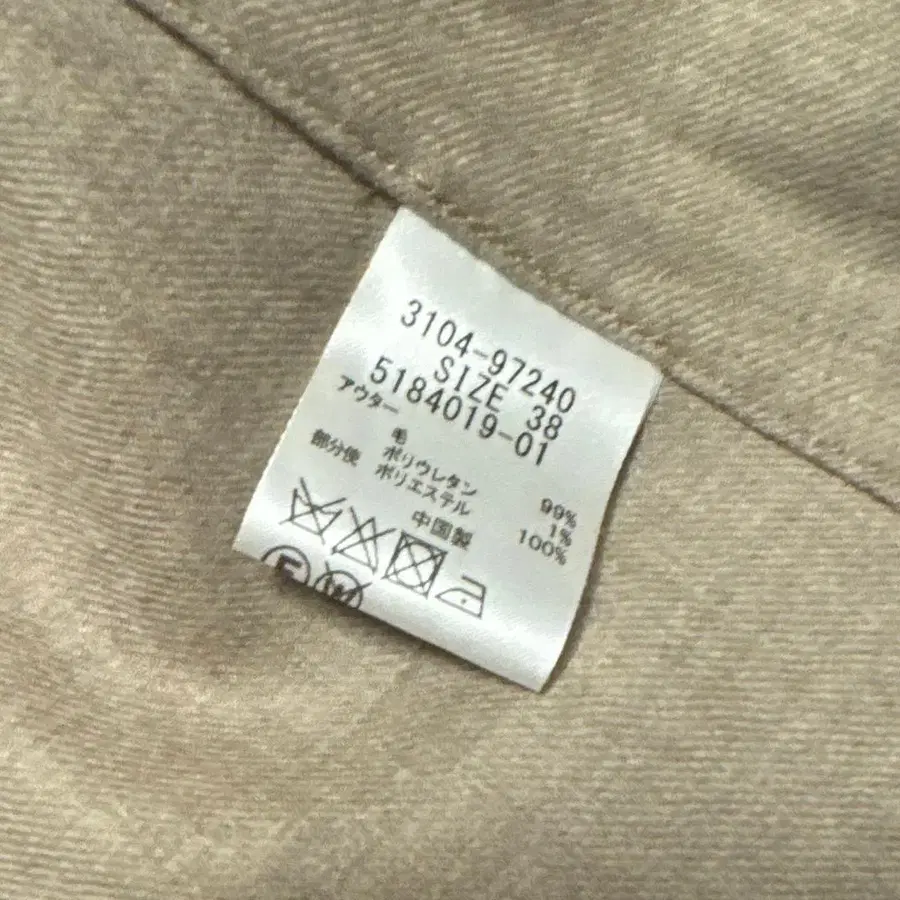 3104-97240
SIZE 38
5184019-01
アウター
毛 99%
ポリウレタン 1%
部分使 ポリエステル 100%
中国製
F
W